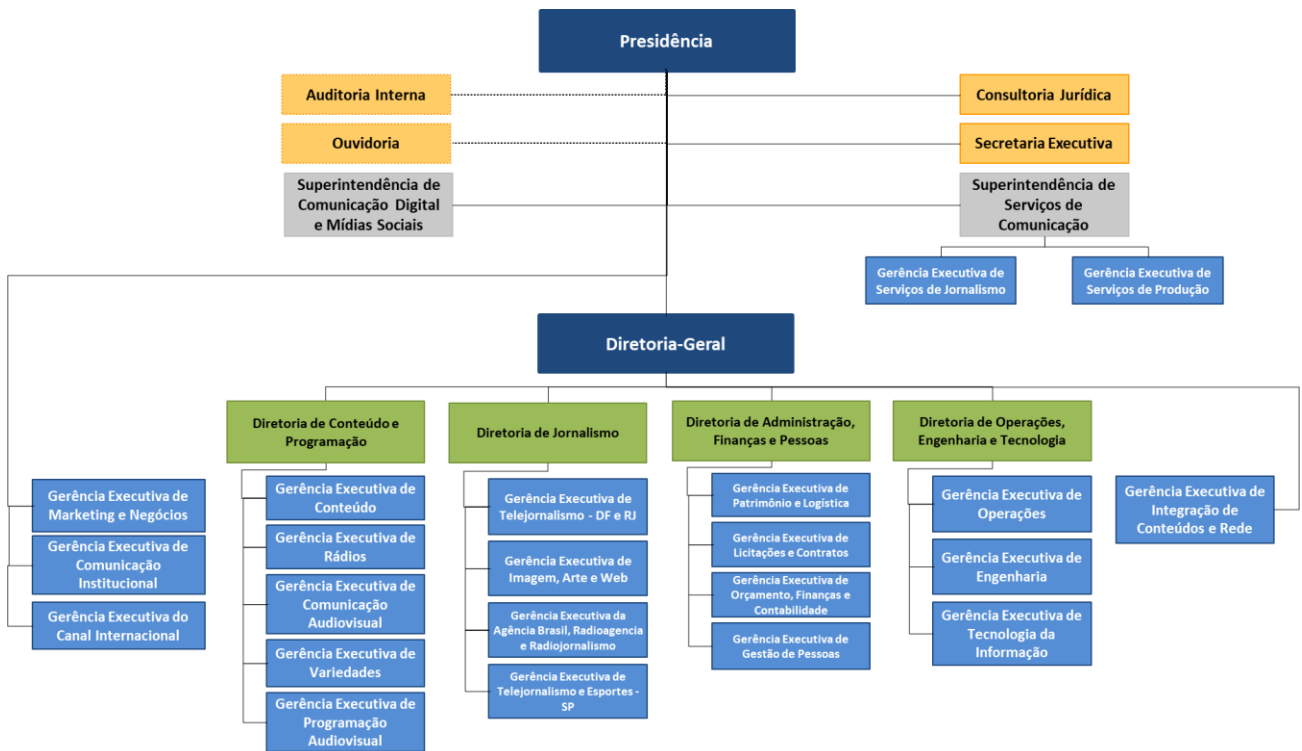 Presidência
Auditoria Interna
Consultoria Jurídica
Ouvidoria
Secretaria Executiva
Superintendência de
Comunicação Digital
e Mídias Sociais
Superintendência de
Serviços de
Comunicação
Gerência Executiva de
Serviços de Jornalismo
Gerência Executiva de
Serviços de Produção
Diretoria-Geral
Diretoria de Conteúdo e
Programação
Diretoria de Jornalismo
Diretoria de Administração,
Finanças e Pessoas
Diretoria de Operações,
Engenharia e Tecnologia
Gerência Executiva de
Marketing e Negócios
Gerência Executiva de
Comunicação
Institucional
Gerência Executiva do
Canal Internacional
Gerência Executiva de
Conteúdo
Gerência Executiva de
Rádios
Gerência Executiva de
Comunicação
Audiovisual
Gerência Executiva de
Variedades
Gerência Executiva de
Programação
Audiovisual
Gerência Executiva de
Telejornalismo - DF e RJ
Gerência Executiva de
Imagem, Arte e Web
Gerência Executiva da
Agência Brasil, Radioagencia
e Radiojornalismo
Gerência Executiva de
Telejornalismo e Esportes -
SP
Gerência Executiva de
Patrimônio e Logística
Gerência Executiva de
Licitações e Contratos
Gerência Executiva de
Orçamento, Finanças e
Contabilidade
Gerência Executiva de
Gestão de Pessoas
Gerência Executiva de
Operações
Gerência Executiva de
Engenharia
Gerência Executiva de
Tecnologia da
Informação
Gerência Executiva de
Integração de
Conteúdos e Rede